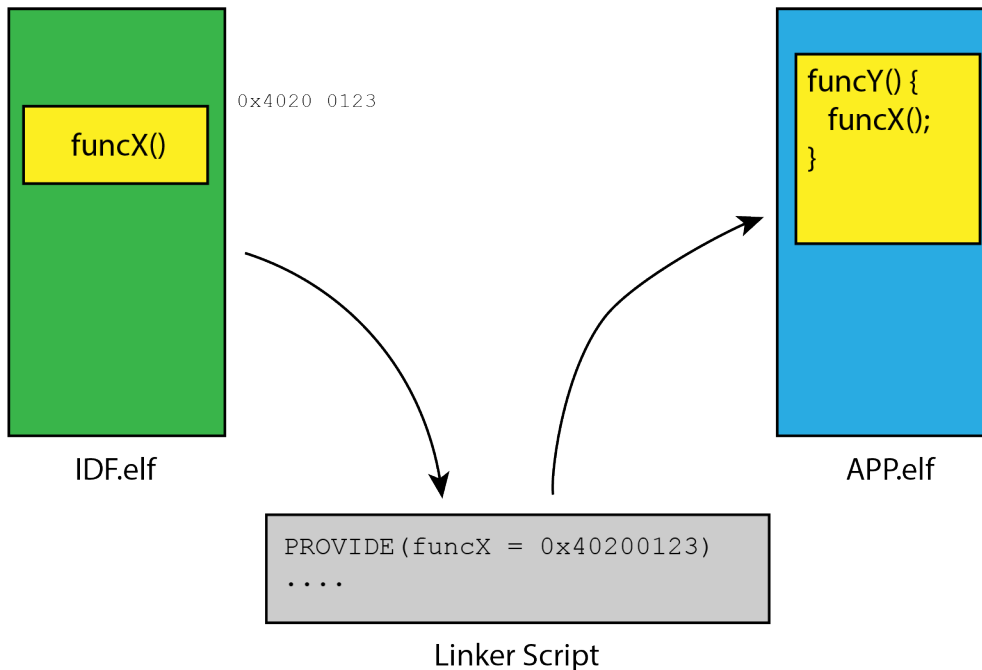 funcX()
0x4020 0123
IDF.elf
funcY() {
funcX();
}
APP.elf
PROVIDE(funcX = 0x40200123)
....
Linker Script